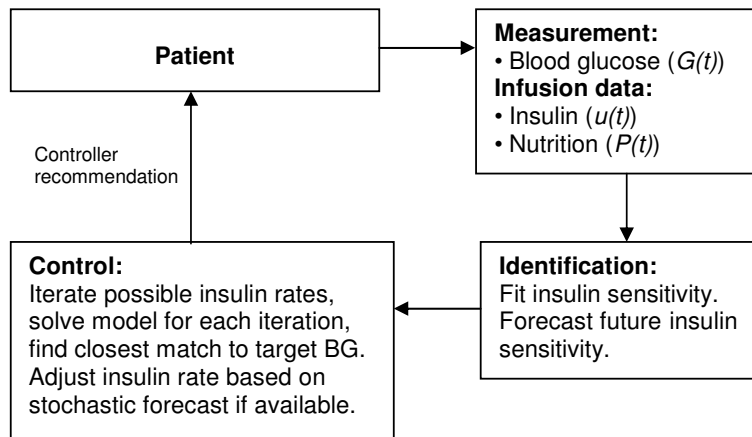 Patient
Measurement:
• Blood glucose (G(t))
Infusion data:
• Insulin (u(t))
• Nutrition (P(t))
Controller
recommendation
Control:
Iterate possible insulin rates,
solve model for each iteration,
find closest match to target BG.
Adjust insulin rate based on
stochastic forecast if available.
Identification:
Fit insulin sensitivity.
Forecast future insulin
sensitivity.